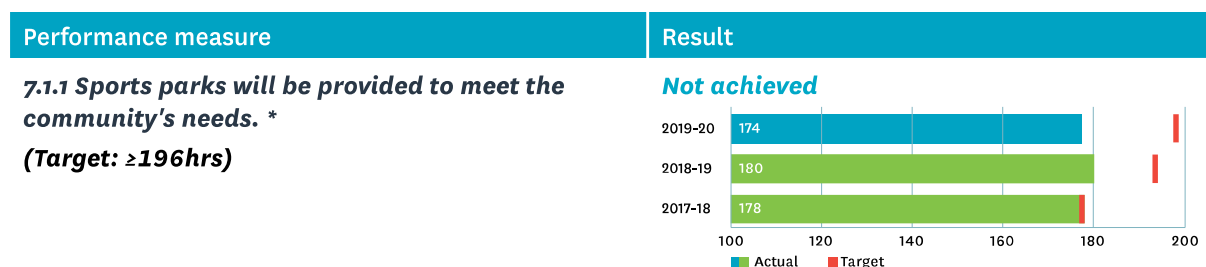 Performance measure
Result
7.1.1 Sports parks will be provided to meet the
community's needs. *
(Target: ≥196hrs)
Not achieved
2019-20
174
2018-19
180
2017-18
178
100 120 140 160 180 200
Actual Target